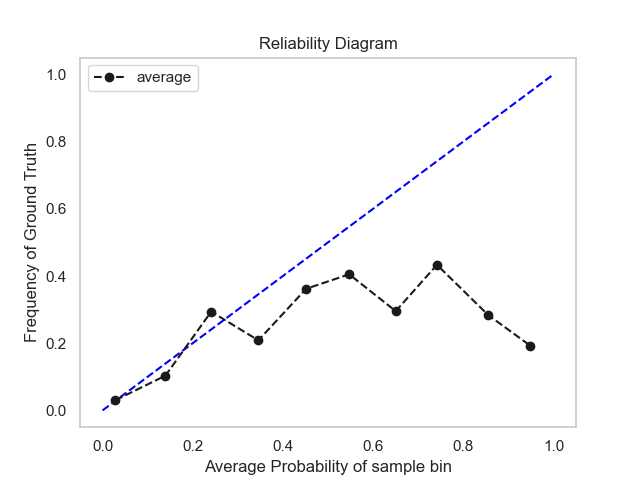 Reliability Diagram
average
1.0
0.8
0.6
0.4
0.2
0.0
Frequency of Ground Truth
0.0 0.2 0.4 0.6 0.8 1.0
Average Probability of sample bin